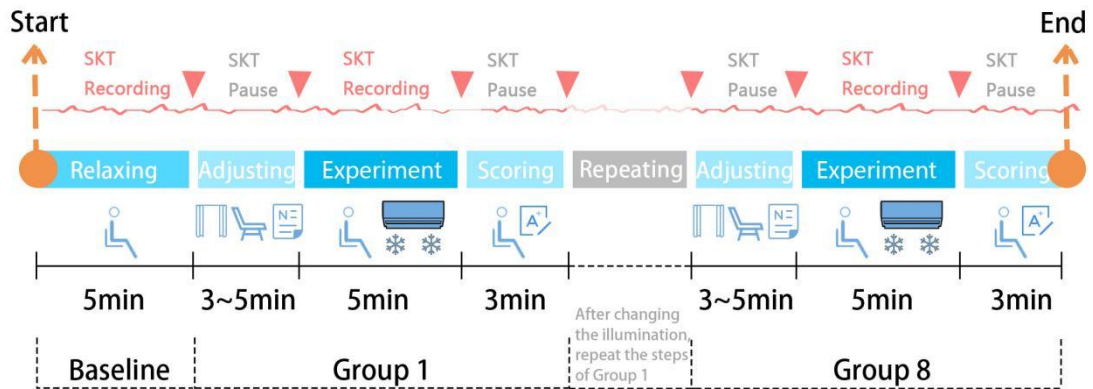 Start
End
SKT
Recording
SKT
Pause
SKT
Recording
SKT
Pause
SKT
Pause
SKT
Recording
SKT
Pause
Relaxing
Adjusting
Experiment
Scoring
Repeating
Adjusting
Experiment
Scoring
N
A+
N
A+
5min
3~5min
5min
3min
3~5min
5min
3min
After changing
the illumination,
repeat the steps
of Group 1
Baseline
Group 1
Group 8